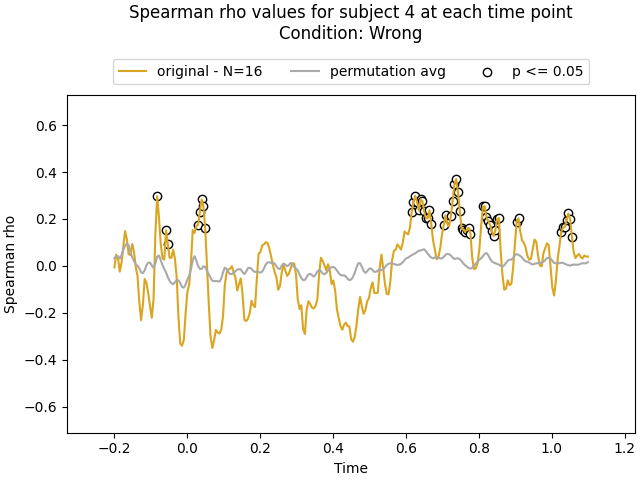 Spearman rho values for subject 4 at each time point
Condition: Wrong
original - N=16 permutation avg p <= 0.05
0.6
0.4
0.2
0.0
−0.2
−0.4
−0.6
Spearman rho
−0.2 0.0 0.2 0.4 0.6 0.8 1.0 1.2
Time